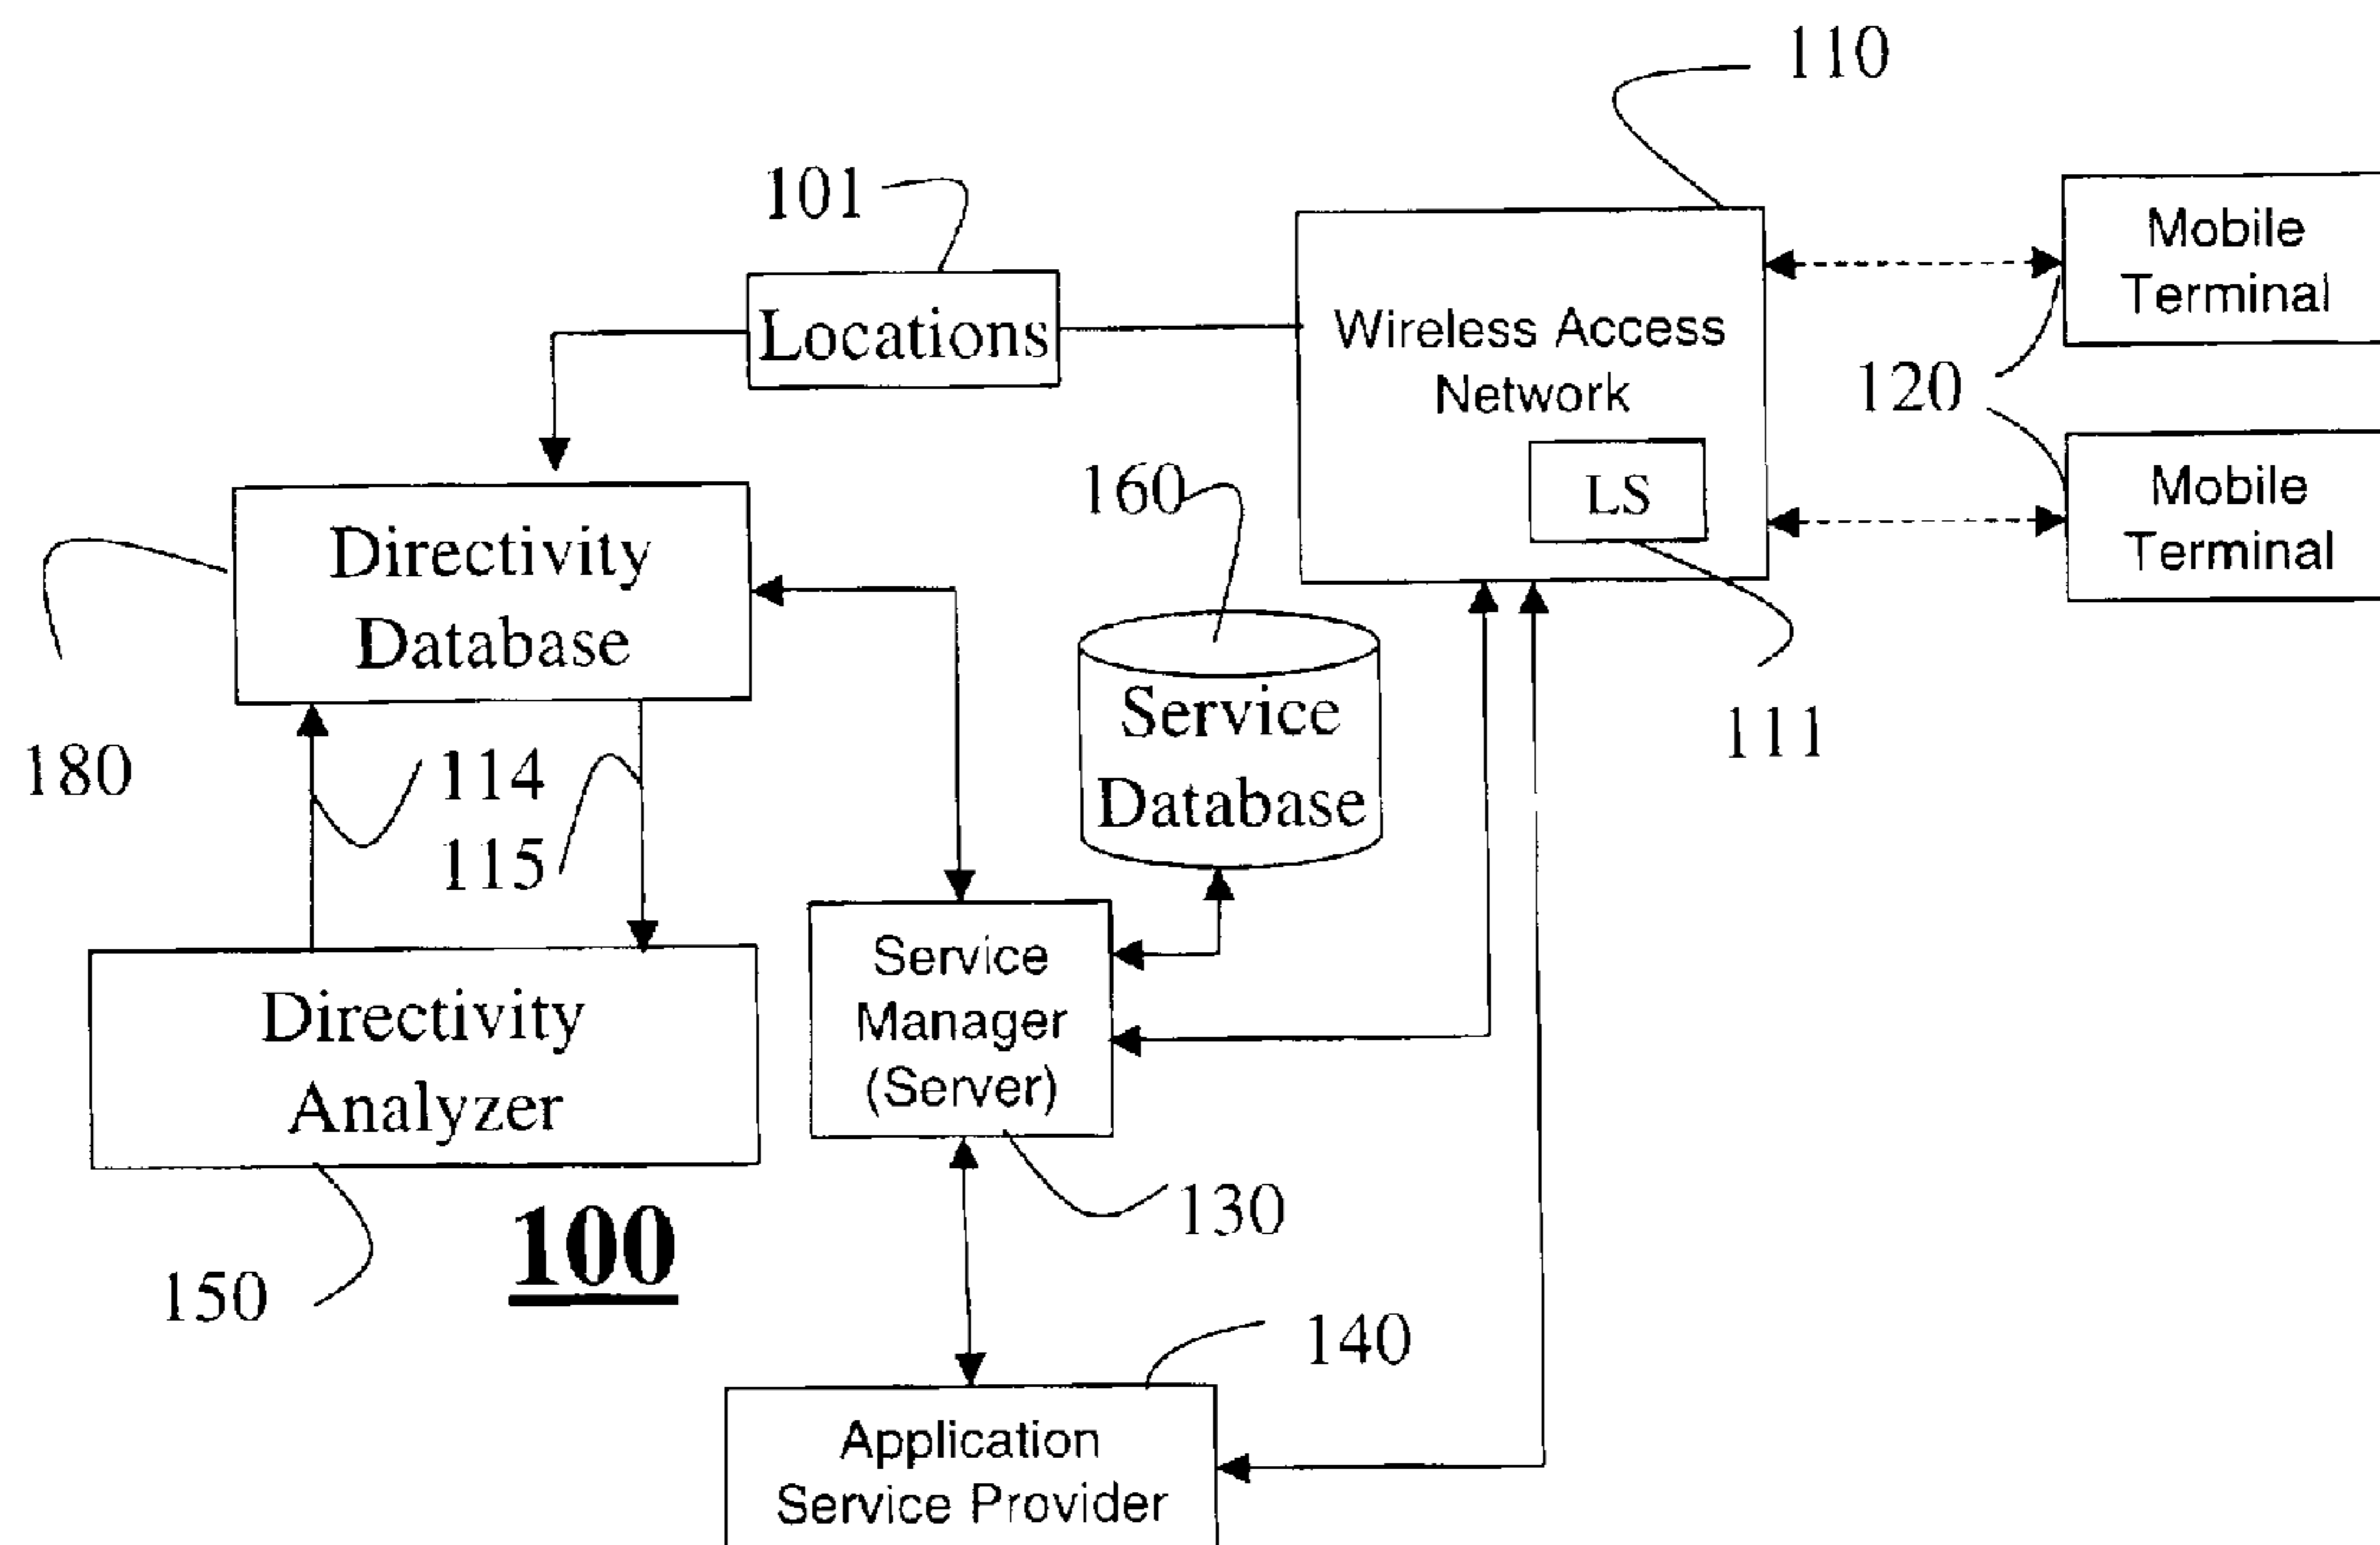 110
101
Mobile
Terminal
Locations
Wireless Access
Network
120
160
LS
Mobile
Terminal
Directivity
Database
Service
Database
111
180
114
115
Service
Manager
(Server)
Directivity
Analyzer
130
100
150
140
Application
Service Provider